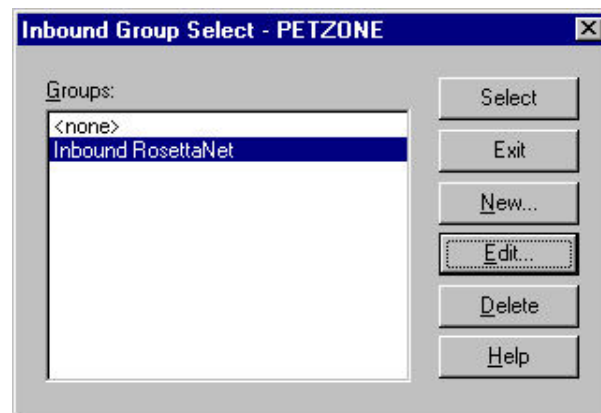 Inbound Group Select - PETZONE
Groups:
<none>
Inbound RosettaNet
Select
Exit
New...
Edit...
Delete
Help